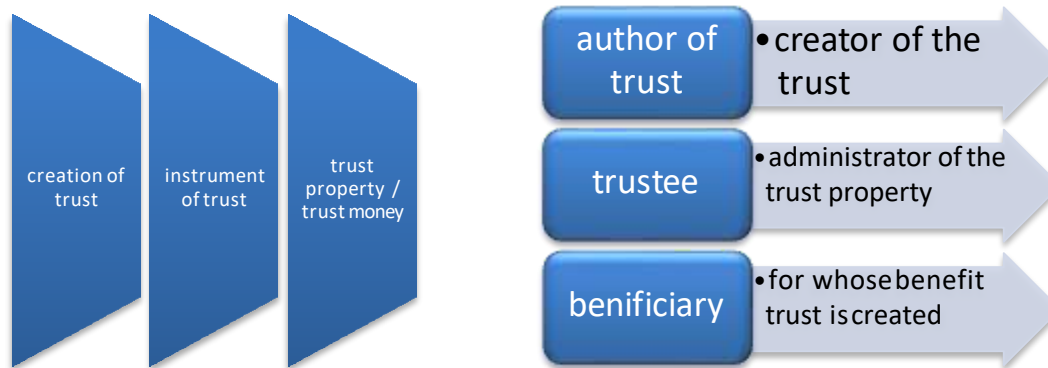 creation of
trust
instrument
of trust
trust
property /
trust money
author of
trust
•creator of the
trust
trustee
•administrator of the
trust property
benificiary
•for whose benefit
trust is created